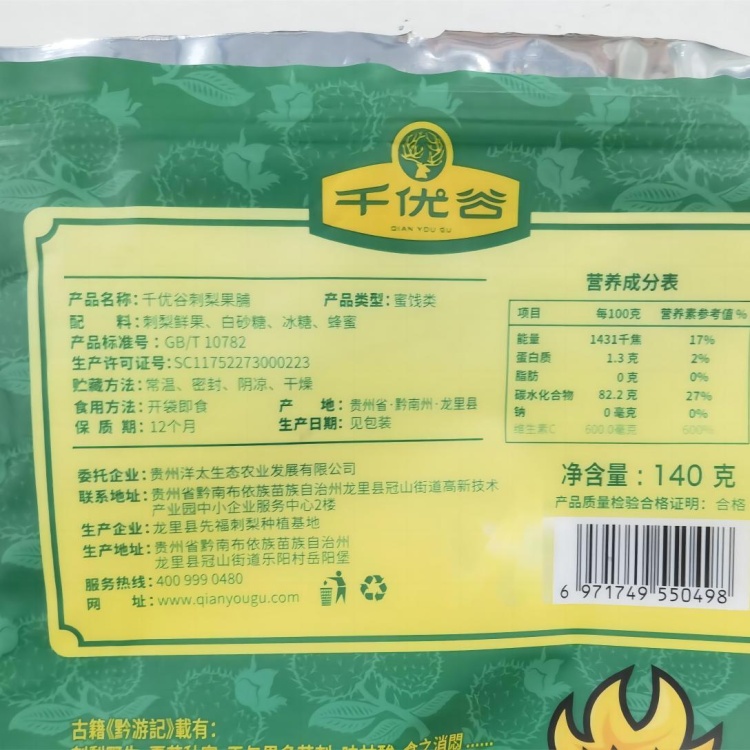 千优谷
QIAN YOU GU
产品名称：千优谷刺梨果脯 产品类型：蜜饯类
配 料：刺梨鲜果、白砂糖、冰糖、蜂蜜
产品标准号：GB/T 10782
生产许可证号：SC11752273000223
贮藏方法：常温、密封、阴凉、干燥
食用方法：开袋即食 产 地：贵州省·黔南州·龙里县
保 质 期：12个月 生产日期：见包装
委托企业：贵州洋太生态农业发展有限公司
联系地址：贵州省黔南布依族苗族自治州龙里县冠山街道高新技术
产业园中小企业服务中心2楼
生产企业：龙里县先福刺梨种植基地
生产地址：贵州省黔南布依族苗族自治州
龙里县冠山街道乐阳村岳阳堡
服务热线：400 999 0480
网 址：www.qianyougu.com
营养成分表
项目 每100克 营养素参考值%
能量 1431千焦 17%
蛋白质 1.3 克 2%
脂肪 0 克 0%
碳水化合物 82.2 克 27%
钠 0 毫克 0%
维生素C 600.0毫克 600%
净含量：140 克
产品质量检验合格证明：合格
6 971749 550498
古籍《黔游記》載有：
食之消悶......